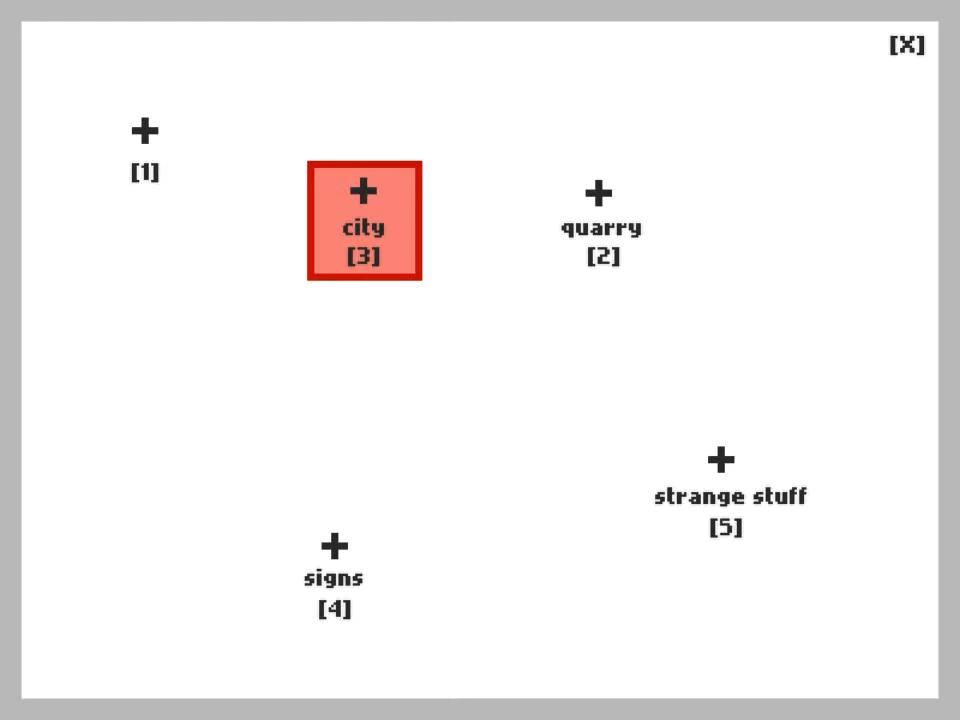 [X]
[1]
city
[3]
quarry
[2]
strange stuff
[5]
signs
[4]